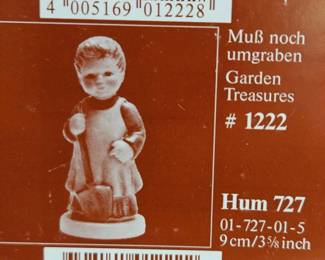 4 005169 012228
Muß noch
umgraben
Garden
Treasures
# 1222
Hum 727
01-727-01-5
9 cm/3⅝ inch